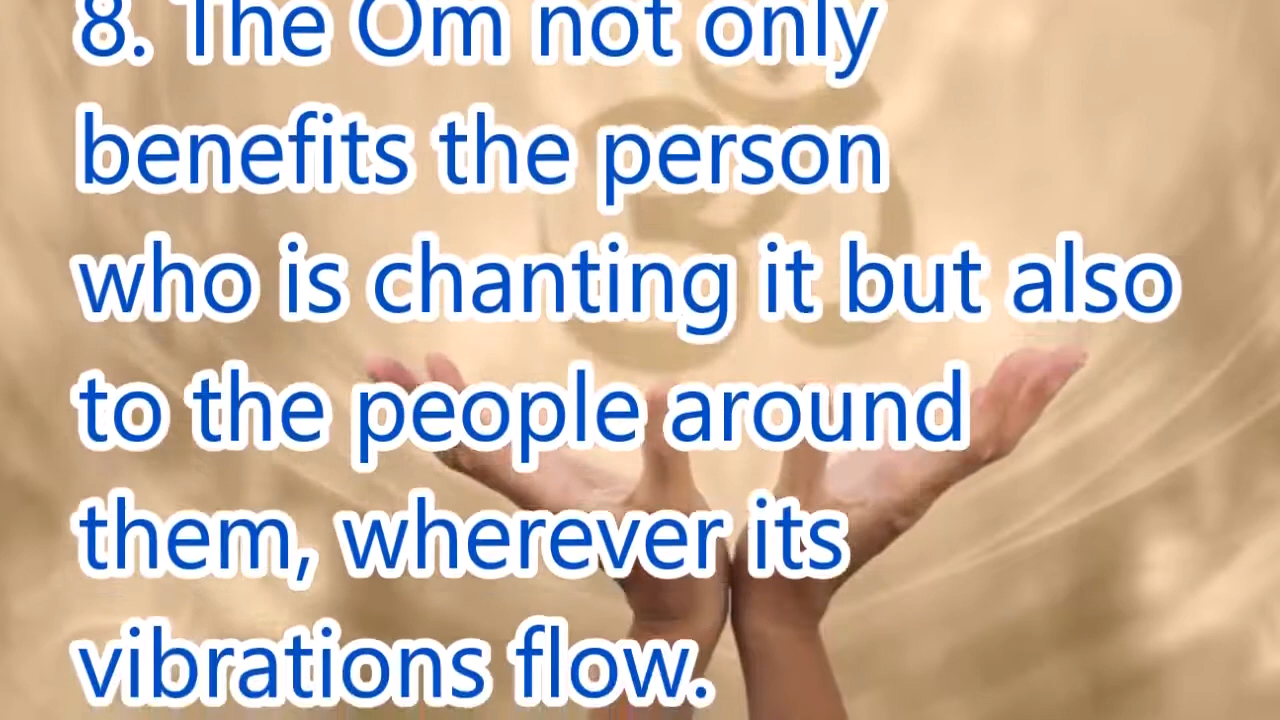 8. The Om not only
benefits the person
who is chanting it but also
to the people around
them, wherever its
vibrations flow.